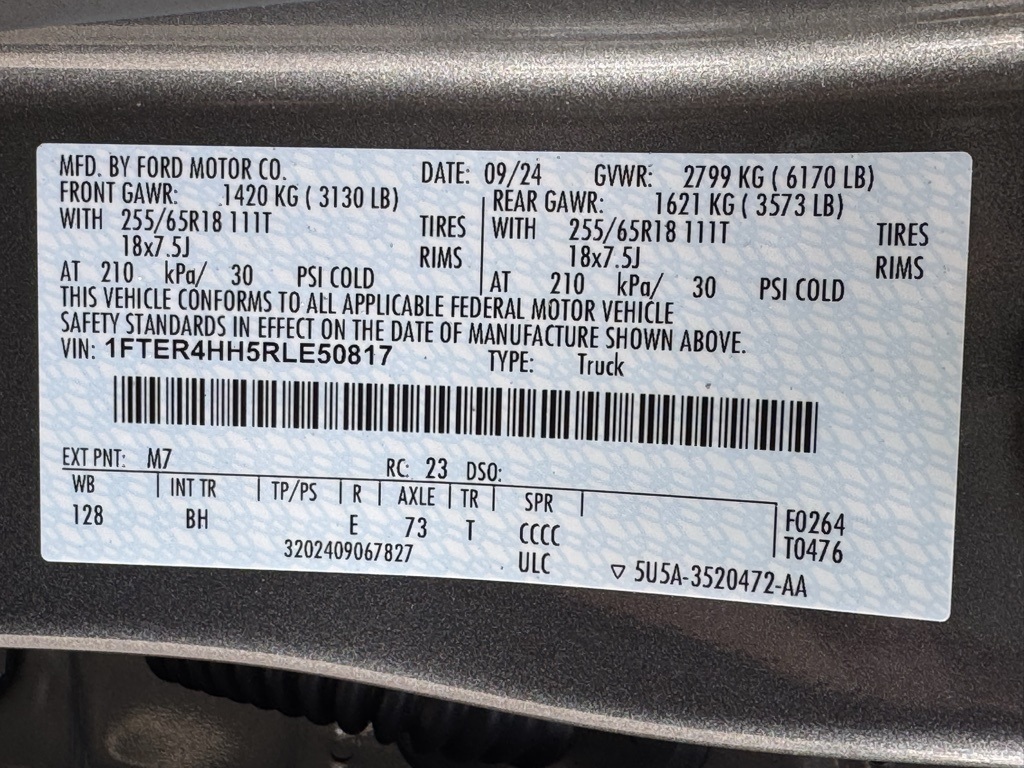 MFD. BY FORD MOTOR CO. DATE: 09/24 GVWR: 2799 KG ( 6170 LB)
FRONT GAWR: 1420 KG ( 3130 LB) REAR GAWR: 1621 KG ( 3573 LB)
WITH 255/65R18 111T TIRES WITH 255/65R18 111T TIRES
18x7.5J RIMS 18x7.5J RIMS
AT 210 kPa/ 30 PSI COLD AT 210 kPa/ 30 PSI COLD
THIS VEHICLE CONFORMS TO ALL APPLICABLE FEDERAL MOTOR VEHICLE
SAFETY STANDARDS IN EFFECT ON THE DATE OF MANUFACTURE SHOWN ABOVE.
VIN: 1FTER4HH5RLE50817 TYPE: Truck
EXT PNT: M7 RC: 23 DSO:
WB INT TR TP/PS R AXLE TR SPR
128 BH E 73 T CCCC F0264
3202409067827 ULC T0476
5U5A-3520472-AA